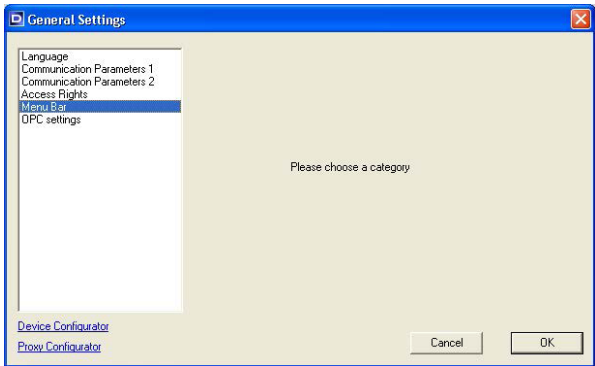 General Settings
Language
Communication Parameters 1
Communication Parameters 2
Access Rights
Menu Bar
OPC settings
Please choose a category
Device Configurator
Proxy Configurator
Cancel
OK